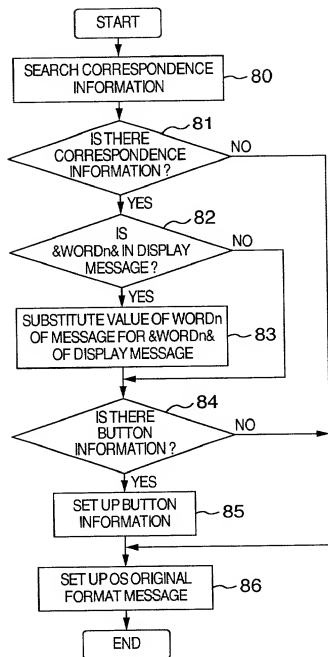 START
SEARCH CORRESPONDENCE
INFORMATION
80
81
IS THERE
CORRESPONDENCE
INFORMATION ?
NO
YES
82
IS
&WORDn& IN DISPLAY
MESSAGE ?
NO
YES
SUBSTITUTE VALUE OF WORDn
OF MESSAGE FOR &WORDn&
OF DISPLAY MESSAGE
83
84
IS THERE
BUTTON
INFORMATION ?
NO
YES
SET UP BUTTON
INFORMATION
85
SET UP OS ORIGINAL
FORMAT MESSAGE
86
END